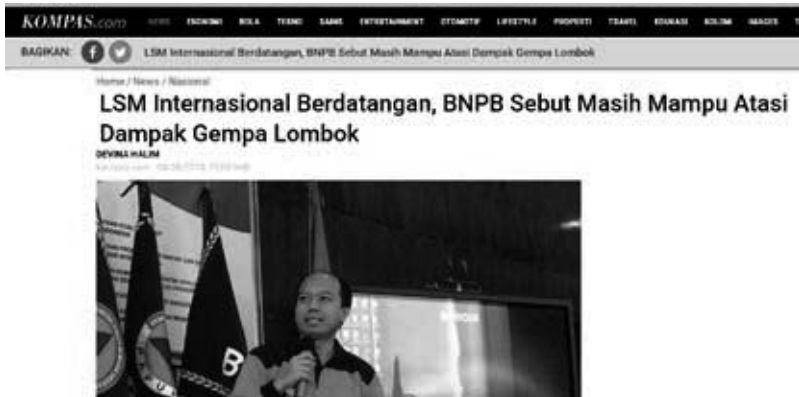 KOMPAS.com NEWS EKONOMI BOLA TEKNO SAINS ENTERTAINMENT OTOMOTIF LIFESTYLE PROPERTI TRAVEL EDUKASI KOLOM IMAGES
BAGIKAN: LSM Internasional Berdatangan, BNPB Sebut Masih Mampu Atasi Dampak Gempa Lombok
Home / News / Nasional
LSM Internasional Berdatangan, BNPB Sebut Masih Mampu Atasi
Dampak Gempa Lombok
DEVINA HALIM
B